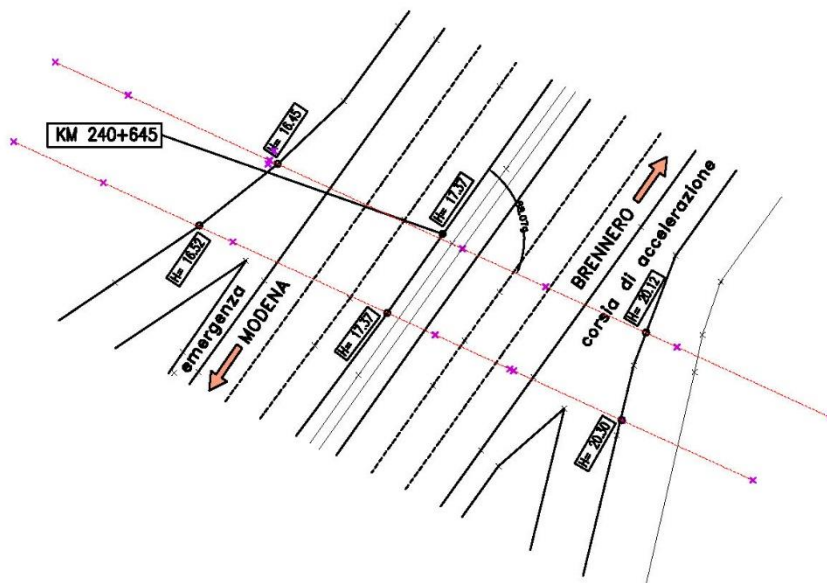 H= 16.45
KM 240+645
H= 17.37
BRENNERO
corsia di accelerazione
H= 16.52
emergenza
MODENA
H= 17.37
H= 20.12
H= 20.30